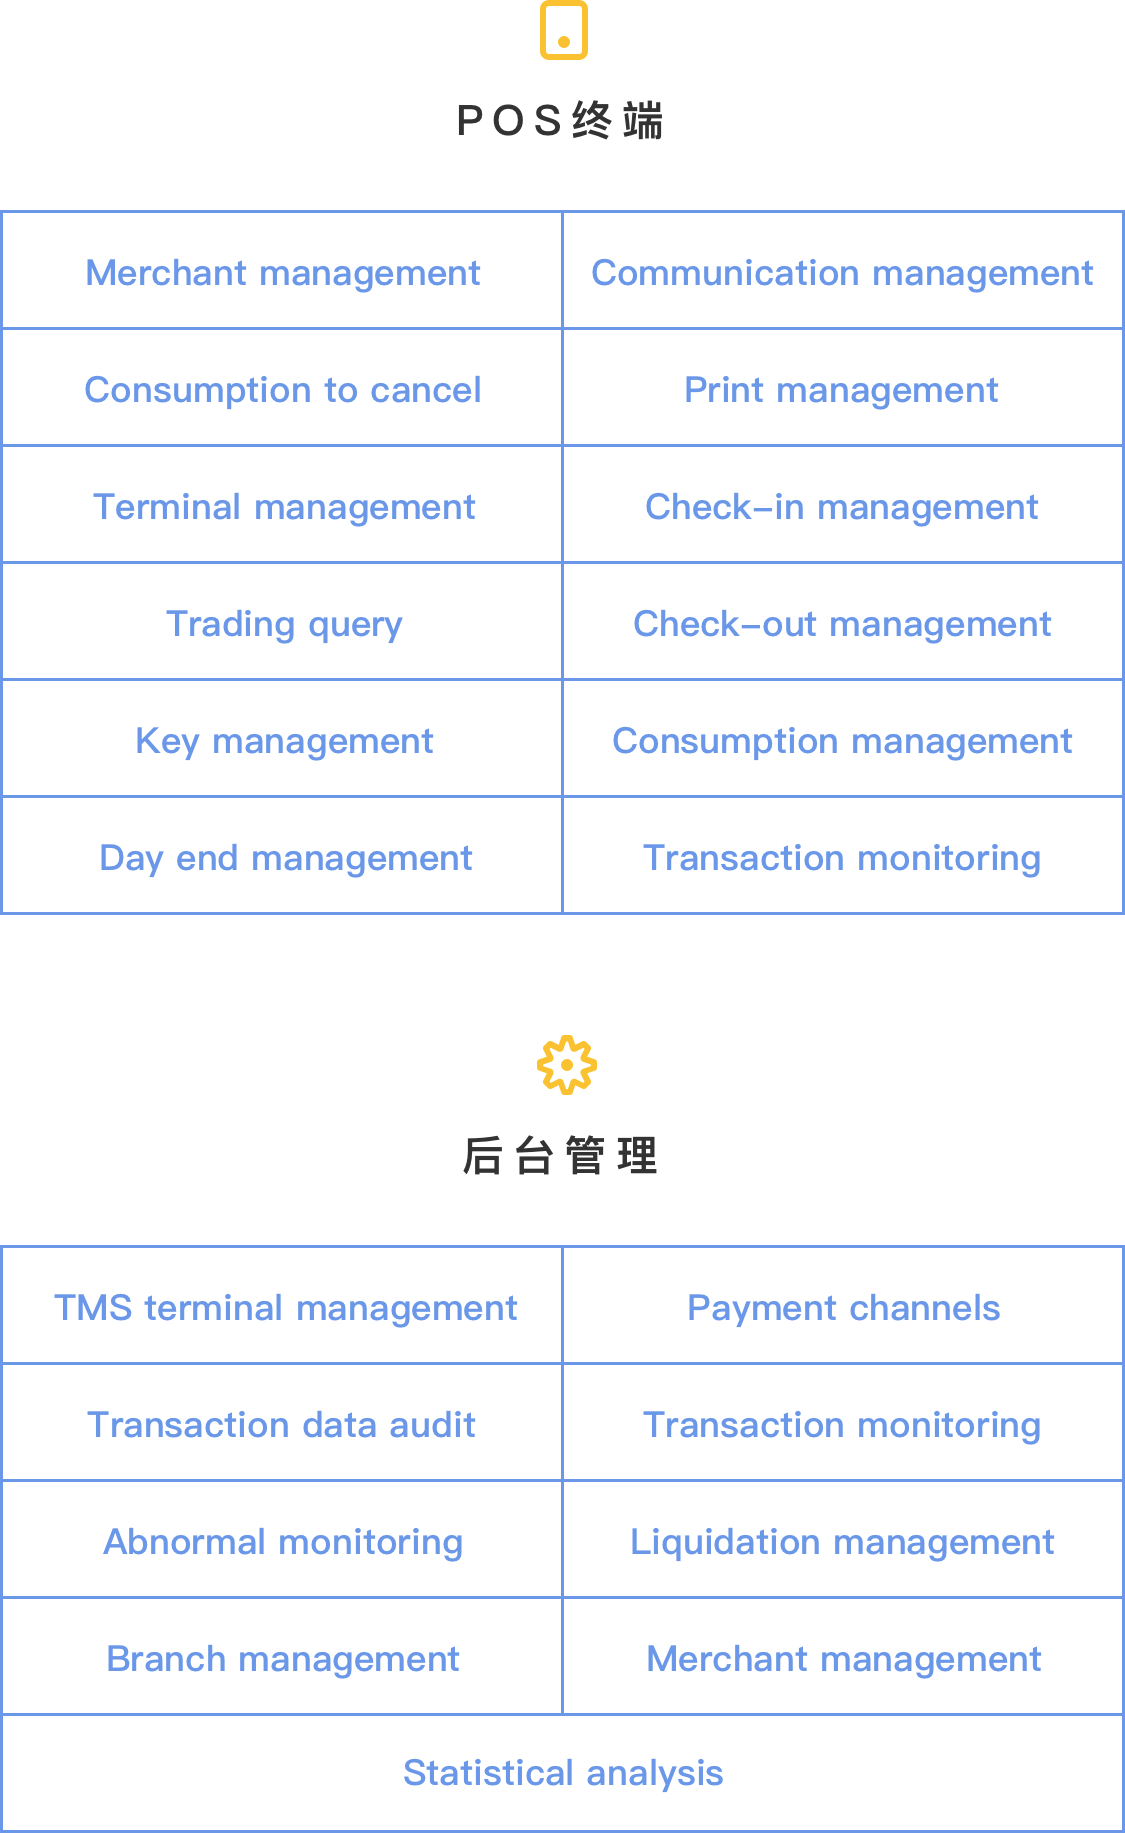 POS终端
Merchant management
Communication management
Consumption to cancel
Print management
Terminal management
Check-in management
Trading query
Check-out management
Key management
Consumption management
Day end management
Transaction monitoring
后台管理
TMS terminal management
Payment channels
Transaction data audit
Transaction monitoring
Abnormal monitoring
Liquidation management
Branch management
Merchant management
Statistical analysis